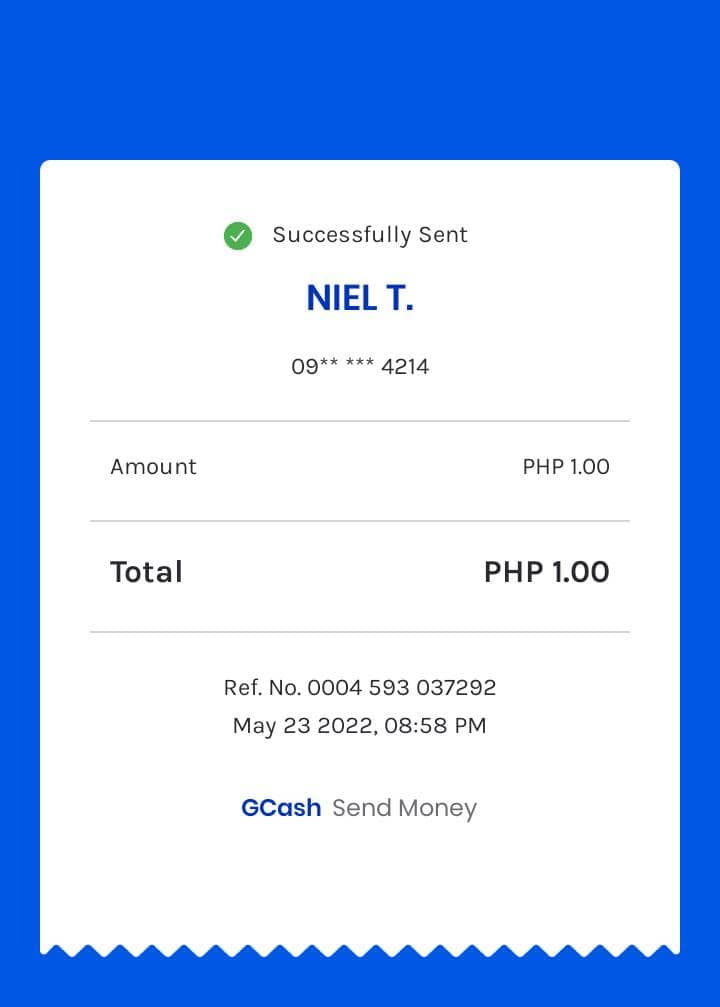 Successfully Sent
NIEL T.
09** *** 4214
Amount PHP 1.00
Total PHP 1.00
Ref. No. 0004 593 037292
May 23 2022, 08:58 PM
GCash Send Money